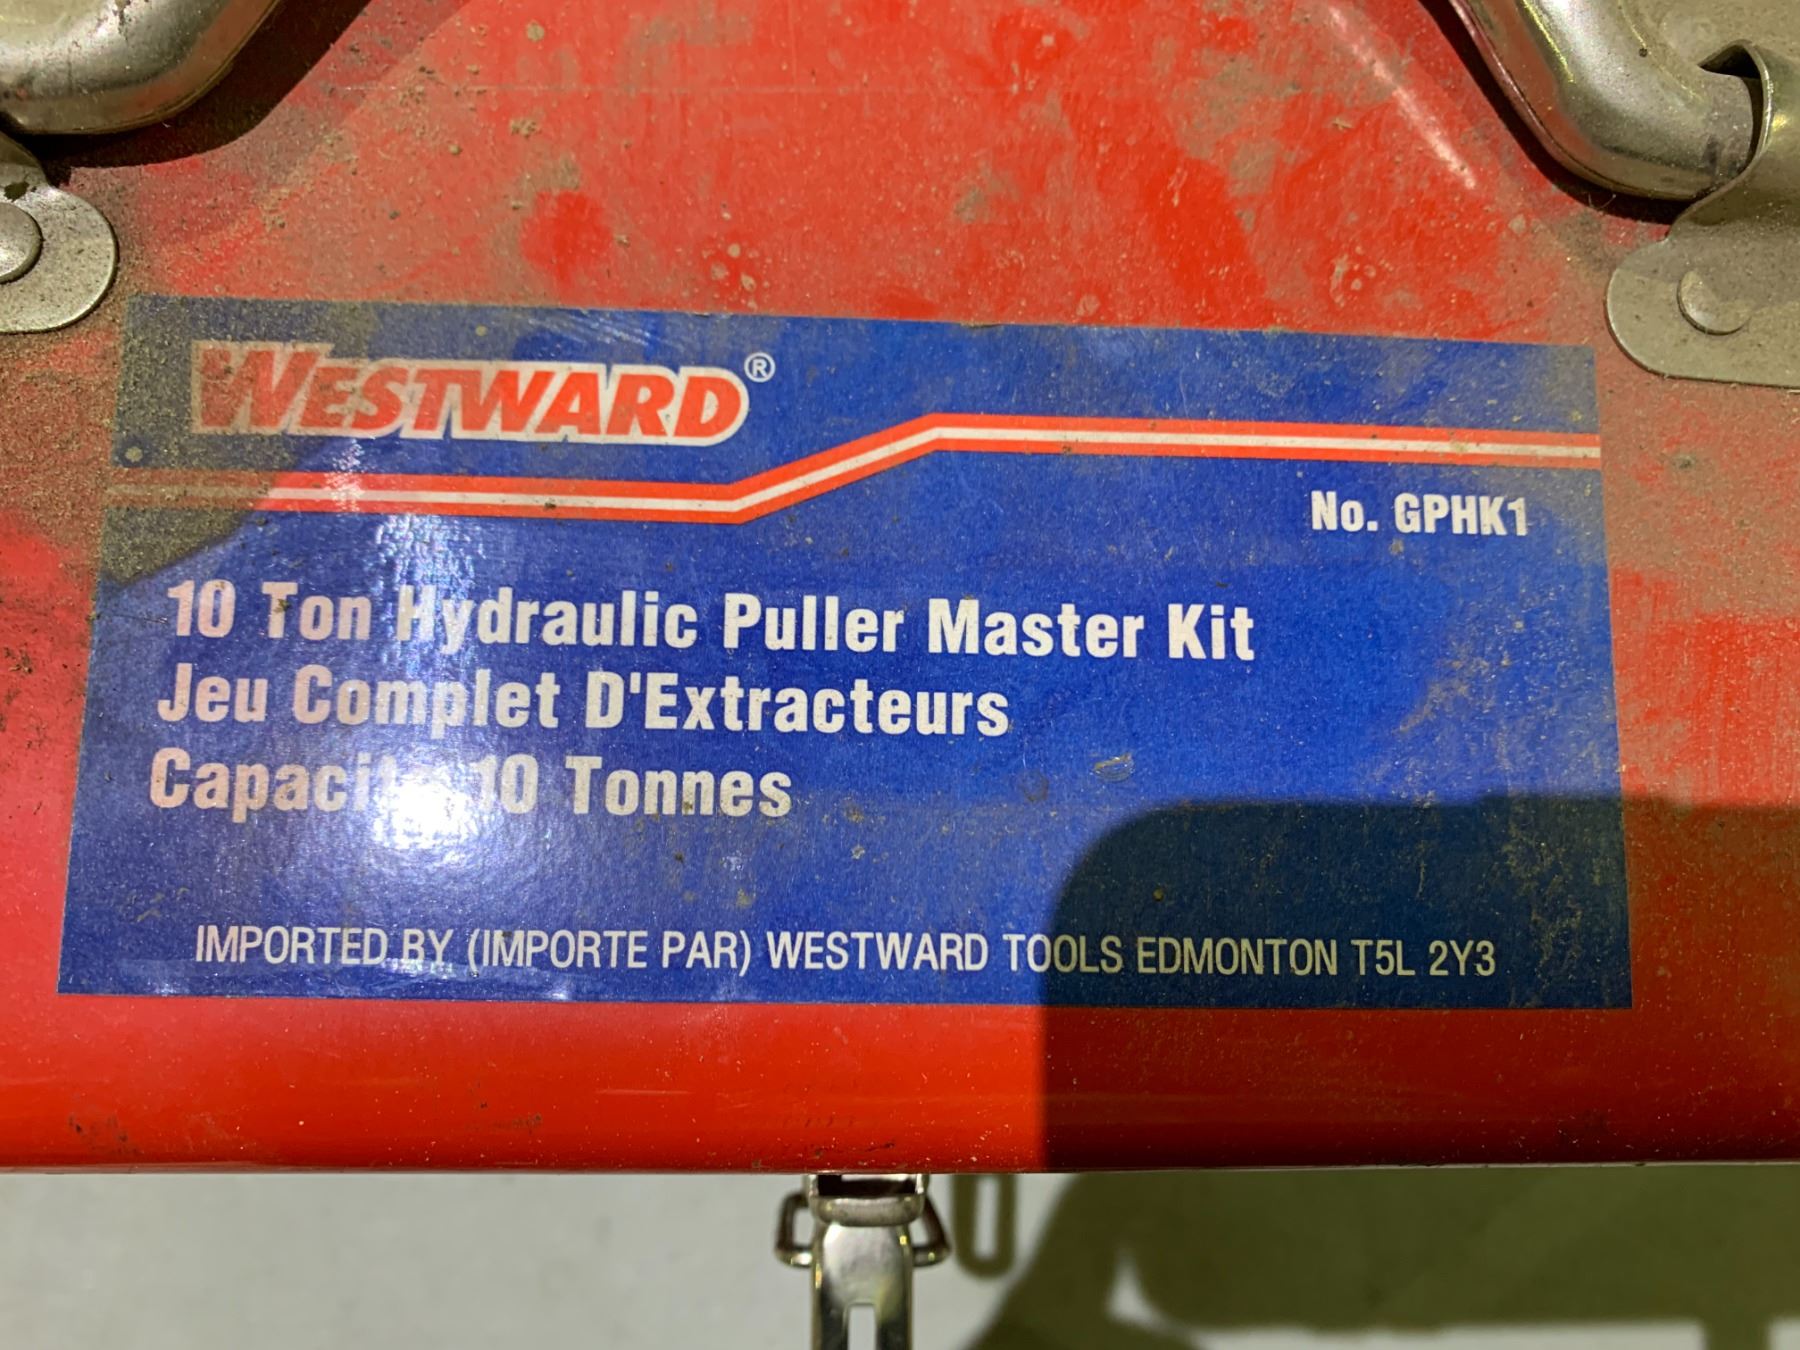 WESTWARD®
No. GPHK1
10 Ton Hydraulic Puller Master Kit
Jeu Complet D'Extracteurs
10 Tonnes
IMPORTED BY (IMPORTE PAR) WESTWARD TOOLS EDMONTON T5L 2Y3